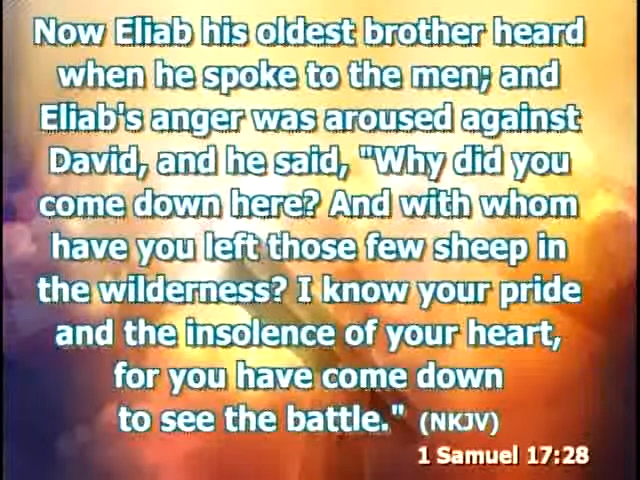 Now Eliab his oldest brother heard
when he spoke to the men; and
Eliab's anger was aroused against
David, and he said, "Why did you
come down here? And with whom
have you left those few sheep in
the wilderness? I know your pride
and the insolence of your heart,
for you have come down
to see the battle." (NKJV)
1 Samuel 17:28